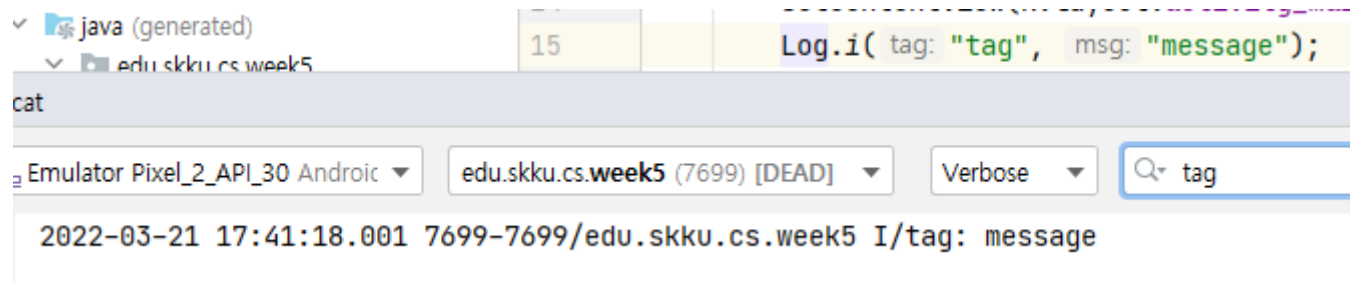 java (generated)
edu.skku.cs.week5
15 Log.i( tag: "tag", msg: "message");
cat
Emulator Pixel_2_API_30 Androic edu.skku.cs.week5 (7699) [DEAD] Verbose tag
2022-03-21 17:41:18.001 7699-7699/edu.skku.cs.week5 I/tag: message